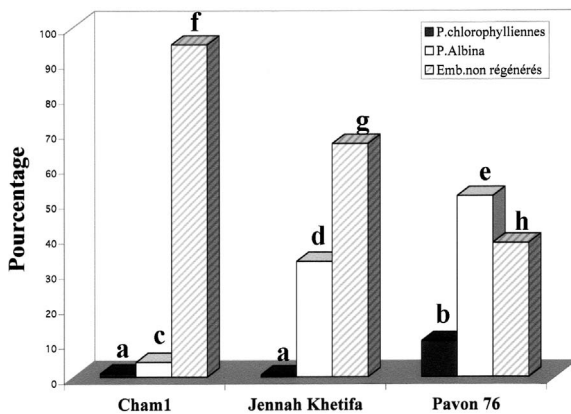 P.chlorophylliennes
P.Albina
Emb.non régénérés
Pourcentage
100
90
80
70
60
50
40
30
20
10
0
a
c
f
a
d
g
b
e
h
Cham1
Jennah Khetifa
Pavon 76